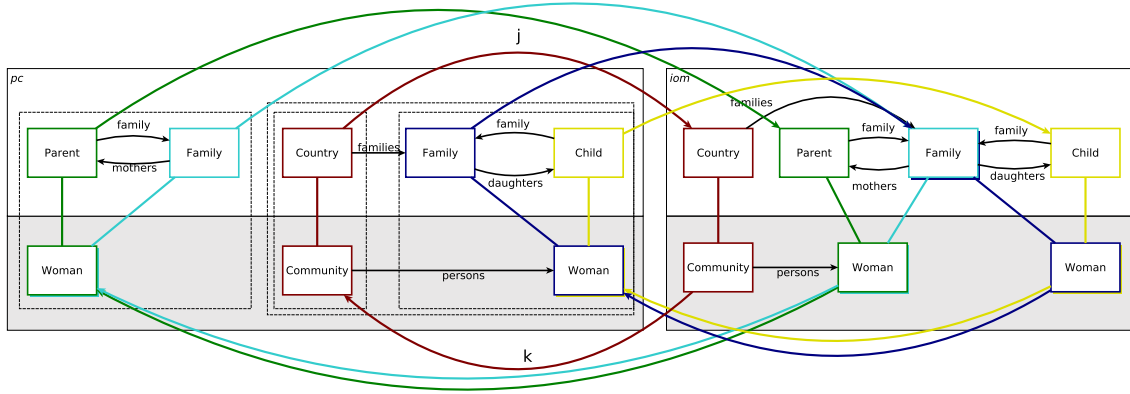 j
pc
iom
families
family
family
family
family
Parent
Family
Country
families
Family
Child
Country
Parent
Family
Child
mothers
daughters
mothers
daughters
Woman
Community
persons
Woman
Community
persons
Woman
Woman
k